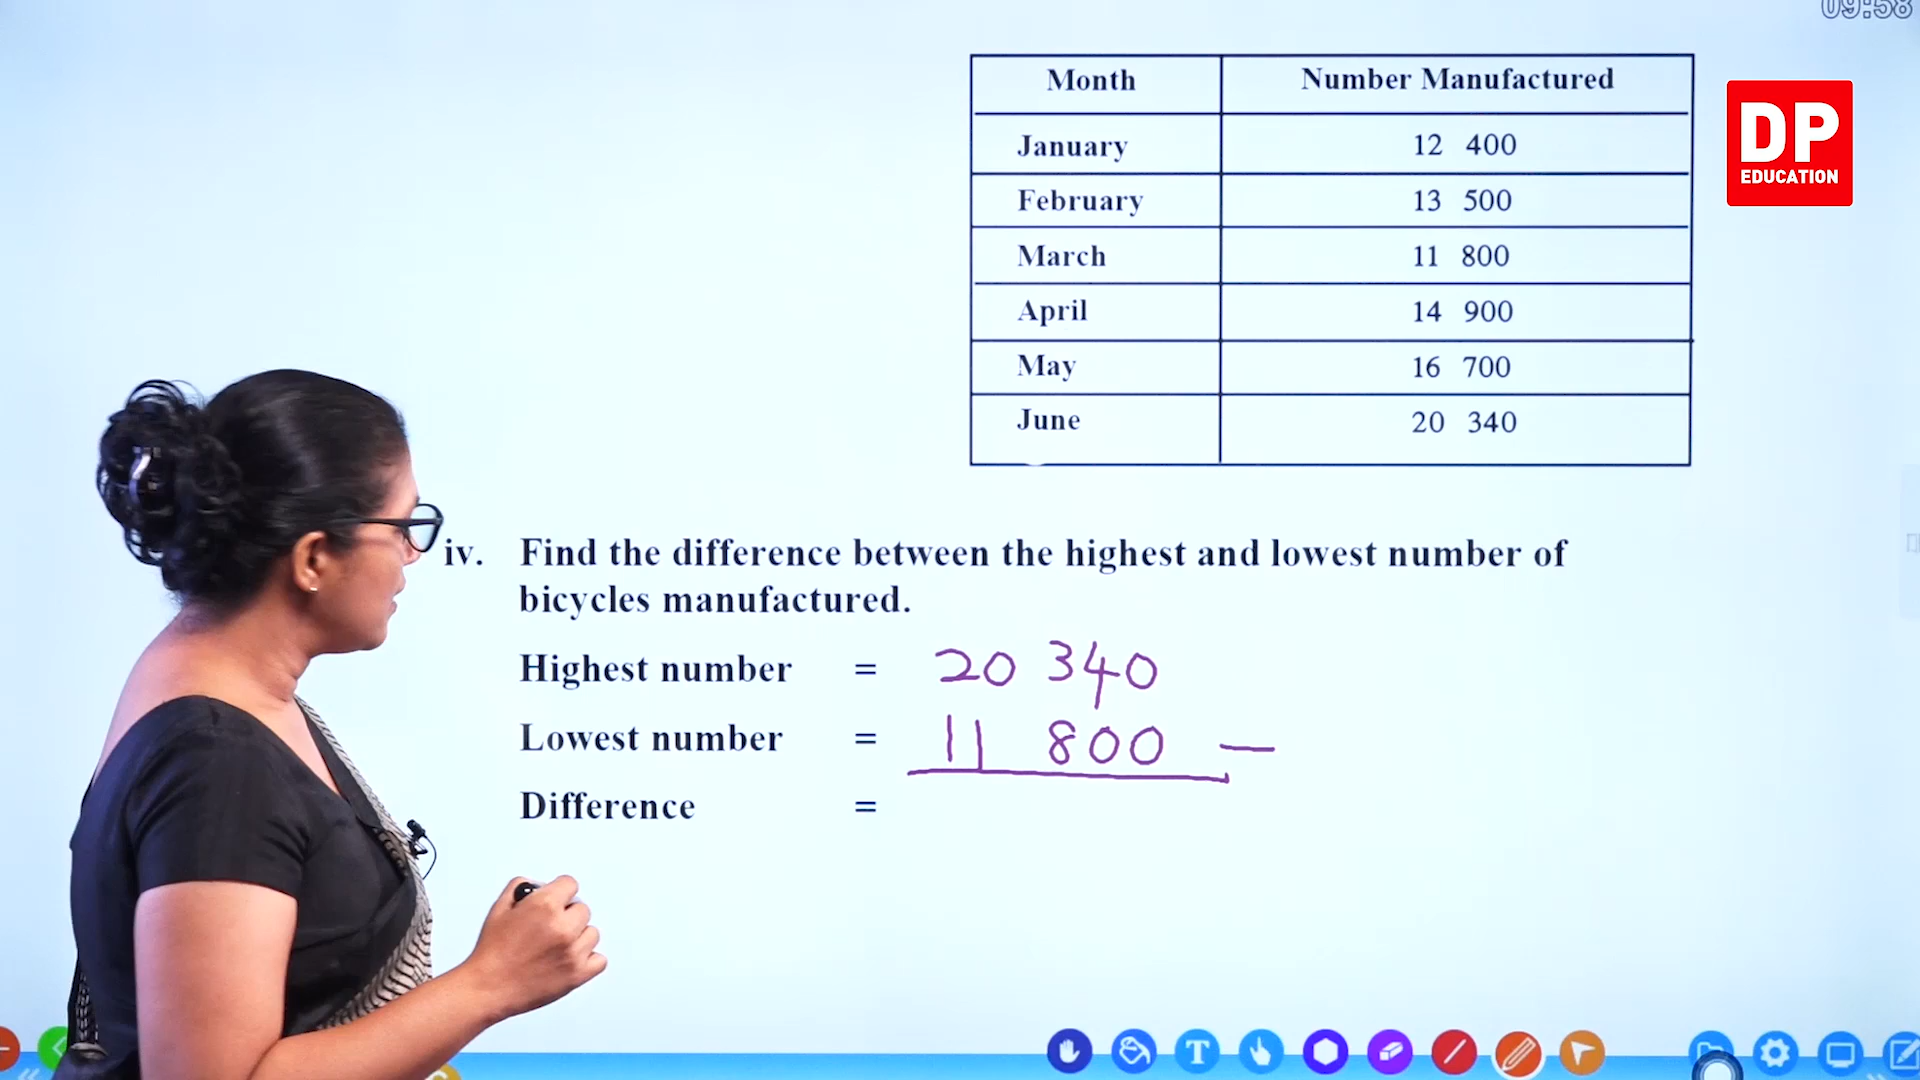 09:58
Month Number Manufactured
January 12 400
February 13 500
March 11 800
April 14 900
May 16 700
June 20 340
DP
EDUCATION
iv. Find the difference between the highest and lowest number of
bicycles manufactured.
Highest number = 20 340
Lowest number = 11 800 —
Difference =
T